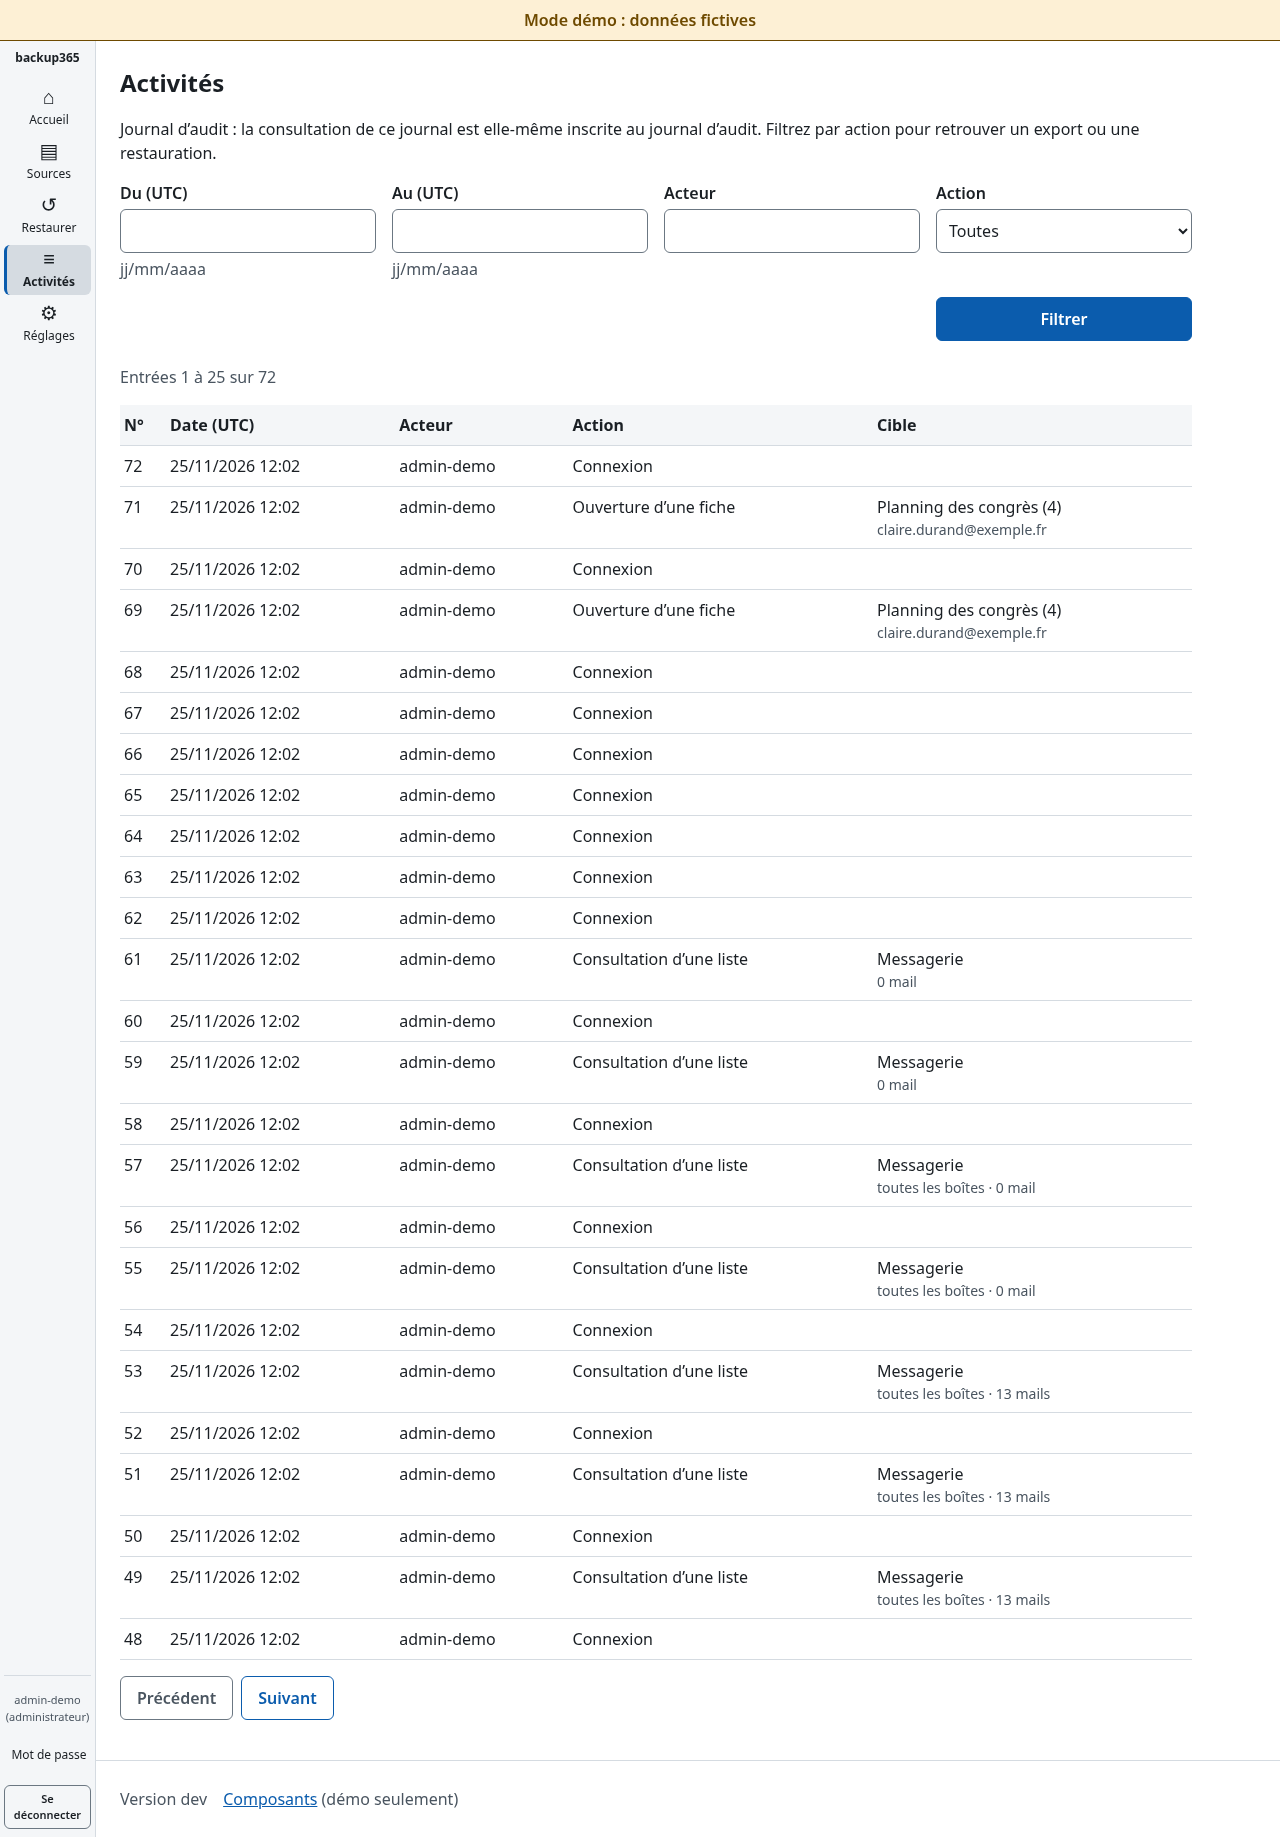 Mode démo : données fictives
backup365
Accueil
Sources
Restaurer
Activités
Réglages
admin-demo
(administrateur)
Mot de passe
Se
déconnecter
Activités
Journal d’audit : la consultation de ce journal est elle-même inscrite au journal d’audit. Filtrez par action pour retrouver un export ou une
restauration.
Du (UTC) Au (UTC) Acteur Action
Toutes
jj/mm/aaaa jj/mm/aaaa
Filtrer
Entrées 1 à 25 sur 72
N° Date (UTC) Acteur Action Cible
72 25/11/2026 12:02 admin-demo Connexion
71 25/11/2026 12:02 admin-demo Ouverture d’une fiche Planning des congrès (4)
claire.durand@exemple.fr
70 25/11/2026 12:02 admin-demo Connexion
69 25/11/2026 12:02 admin-demo Ouverture d’une fiche Planning des congrès (4)
claire.durand@exemple.fr
68 25/11/2026 12:02 admin-demo Connexion
67 25/11/2026 12:02 admin-demo Connexion
66 25/11/2026 12:02 admin-demo Connexion
65 25/11/2026 12:02 admin-demo Connexion
64 25/11/2026 12:02 admin-demo Connexion
63 25/11/2026 12:02 admin-demo Connexion
62 25/11/2026 12:02 admin-demo Connexion
61 25/11/2026 12:02 admin-demo Consultation d’une liste Messagerie
0 mail
60 25/11/2026 12:02 admin-demo Connexion
59 25/11/2026 12:02 admin-demo Consultation d’une liste Messagerie
0 mail
58 25/11/2026 12:02 admin-demo Connexion
57 25/11/2026 12:02 admin-demo Consultation d’une liste Messagerie
toutes les boîtes · 0 mail
56 25/11/2026 12:02 admin-demo Connexion
55 25/11/2026 12:02 admin-demo Consultation d’une liste Messagerie
toutes les boîtes · 0 mail
54 25/11/2026 12:02 admin-demo Connexion
53 25/11/2026 12:02 admin-demo Consultation d’une liste Messagerie
toutes les boîtes · 13 mails
52 25/11/2026 12:02 admin-demo Connexion
51 25/11/2026 12:02 admin-demo Consultation d’une liste Messagerie
toutes les boîtes · 13 mails
50 25/11/2026 12:02 admin-demo Connexion
49 25/11/2026 12:02 admin-demo Consultation d’une liste Messagerie
toutes les boîtes · 13 mails
48 25/11/2026 12:02 admin-demo Connexion
Précédent Suivant
Version dev Composants (démo seulement)